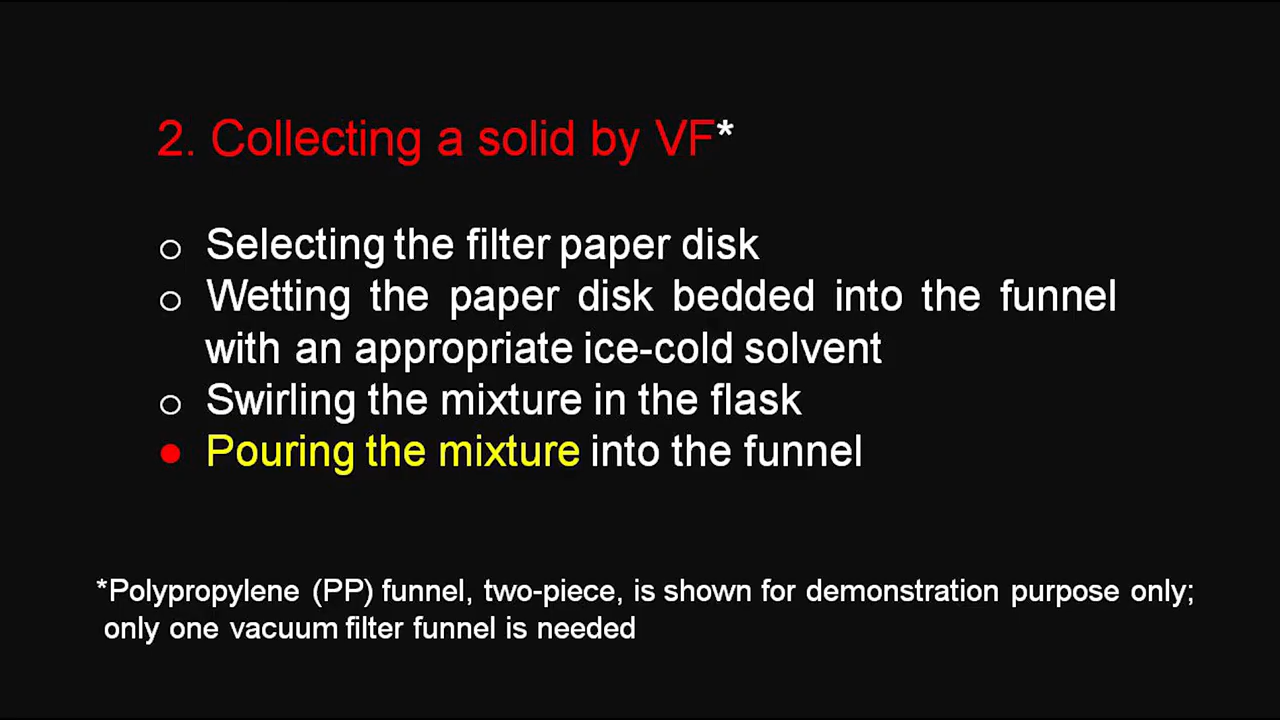 2. Collecting a solid by VF*
○ Selecting the filter paper disk
○ Wetting the paper disk bedded into the funnel
with an appropriate ice-cold solvent
○ Swirling the mixture in the flask
● Pouring the mixture into the funnel
*Polypropylene (PP) funnel, two-piece, is shown for demonstration purpose only;
only one vacuum filter funnel is needed